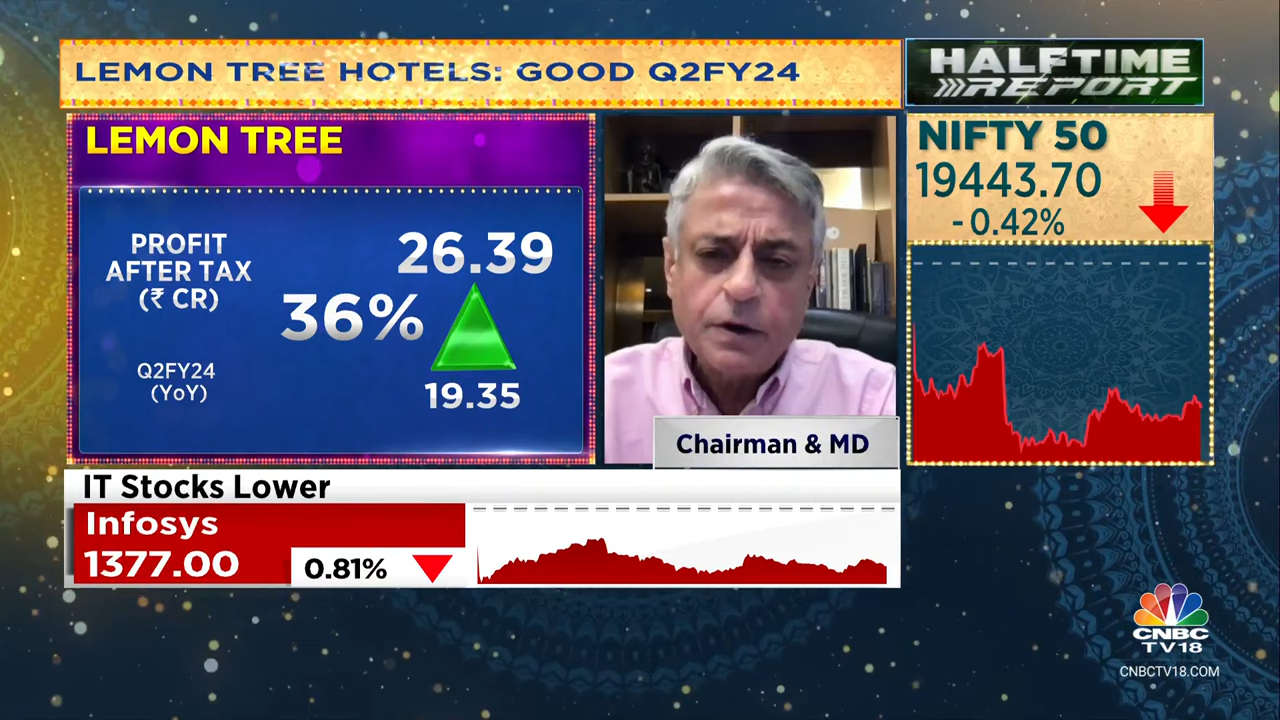 LEMON TREE HOTELS: GOOD Q2FY24
HALFTIME
REPORT
LEMON TREE
PROFIT
AFTER TAX
(₹ CR)
26.39
36%
Q2FY24
(YoY)
19.35
Chairman & MD
NIFTY 50
19443.70
-0.42%
IT Stocks Lower
Infosys
1377.00
0.81%
CNBC
TV18
CNBCTV18.COM